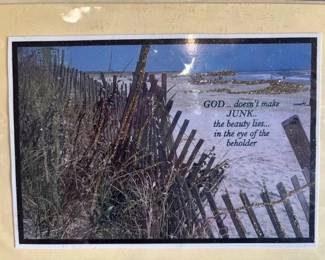 GOD... doesn't make
JUNK..
the beauty lies...
in the eye of the
beholder